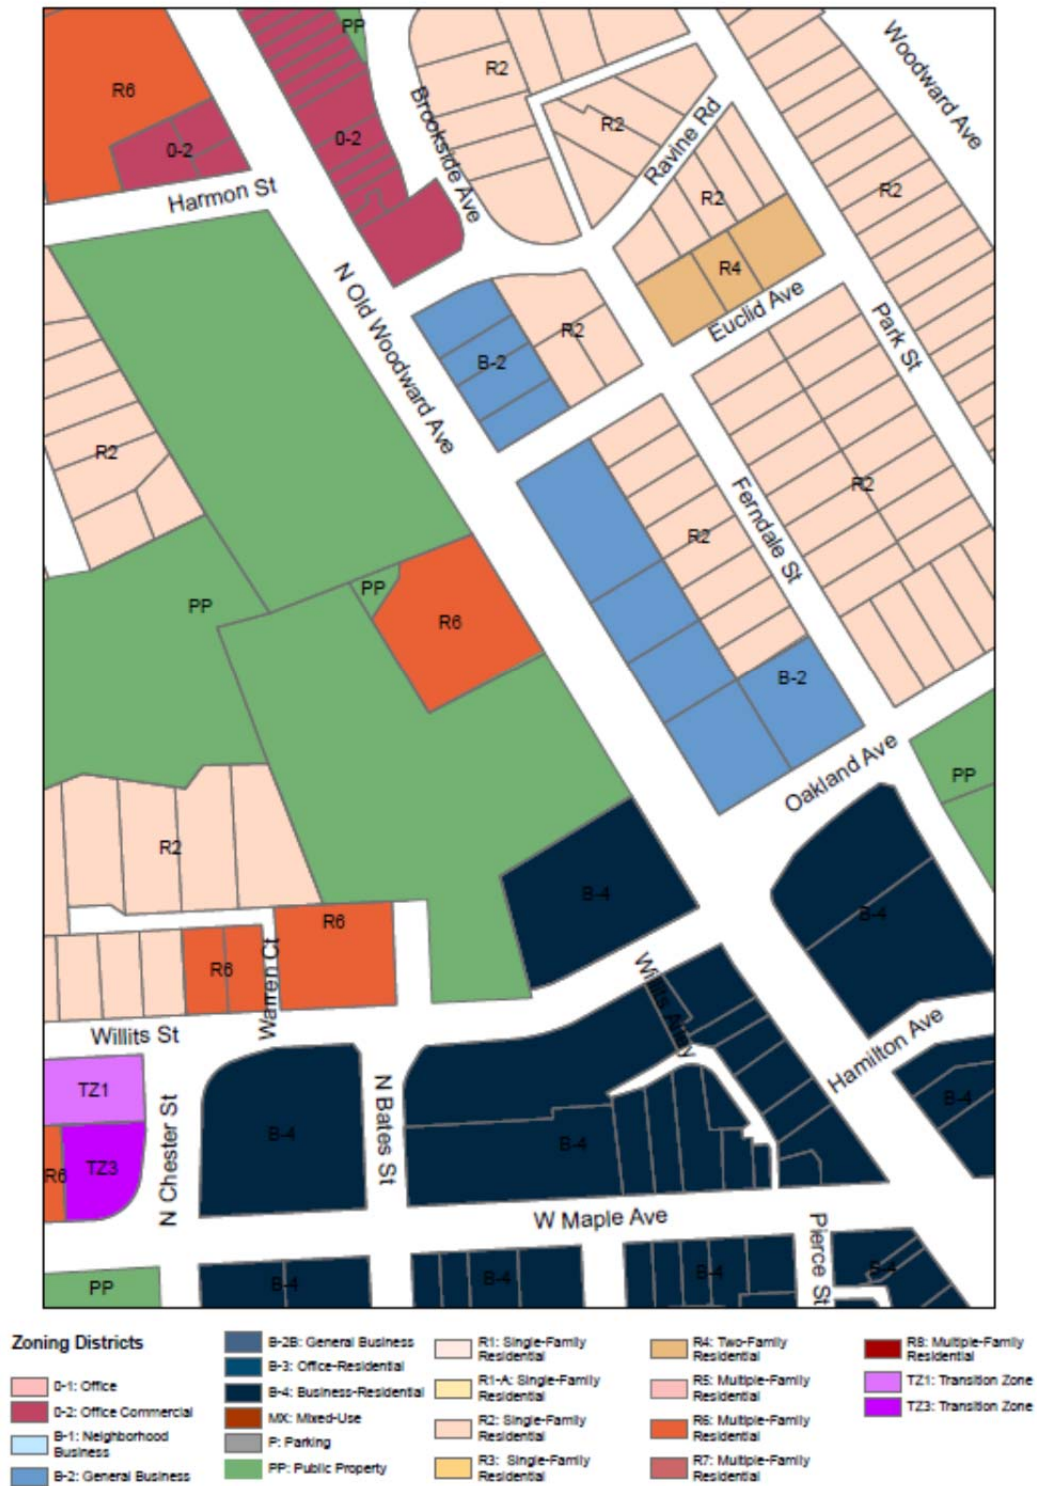 PP
Woodward Ave
R6
R2
Brookside Ave
R2
0-2
0-2
Ravine Rd
R2
R2
Harmon St
R4
N Old Woodward Ave
Euclid Ave
Park St
R2
B-2
R2
R2
Ferndale St
R2
PP
PP
R6
B-2
Oakland Ave
PP
R2
B-4
B-4
R6
R6
Warren Ct
Willits Alley
Willits St
Hamilton Ave
TZ1
N Chester St
N Bates St
B-4
B-4
B-4
R6
TZ3
W Maple Ave
Pierce St
PP
B-4
B-4
B-4
B-4
Zoning Districts
0-1: Office
0-2: Office Commercial
B-1: Neighborhood
Business
B-2: General Business
B-2B: General Business
B-3: Office-Residential
B-4: Business-Residential
MX: Mixed-Use
P: Parking
PP: Public Property
R1: Single-Family
Residential
R1-A: Single-Family
Residential
R2: Single-Family
Residential
R3: Single-Family
Residential
R4: Two-Family
Residential
R5: Multiple-Family
Residential
R6: Multiple-Family
Residential
R7: Multiple-Family
Residential
R8: Multiple-Family
Residential
TZ1: Transition Zone
TZ3: Transition Zone